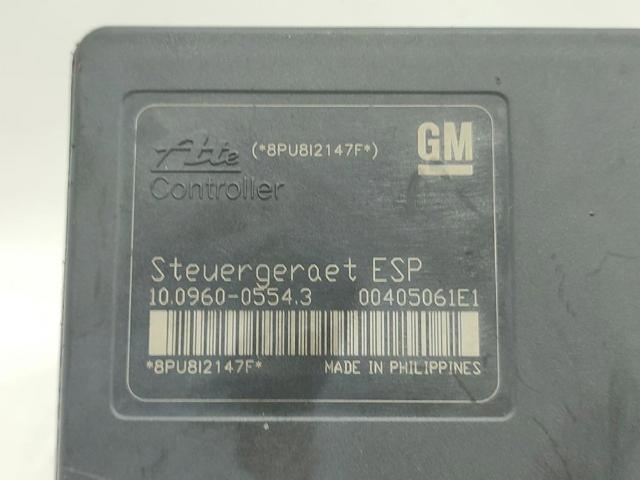 Ate (*8PU8I2147F*) GM
Controller
Steuergeraet ESP
10.0960-0554.3 00405061E1
*8PU8I2147F* MADE IN PHILIPPINES